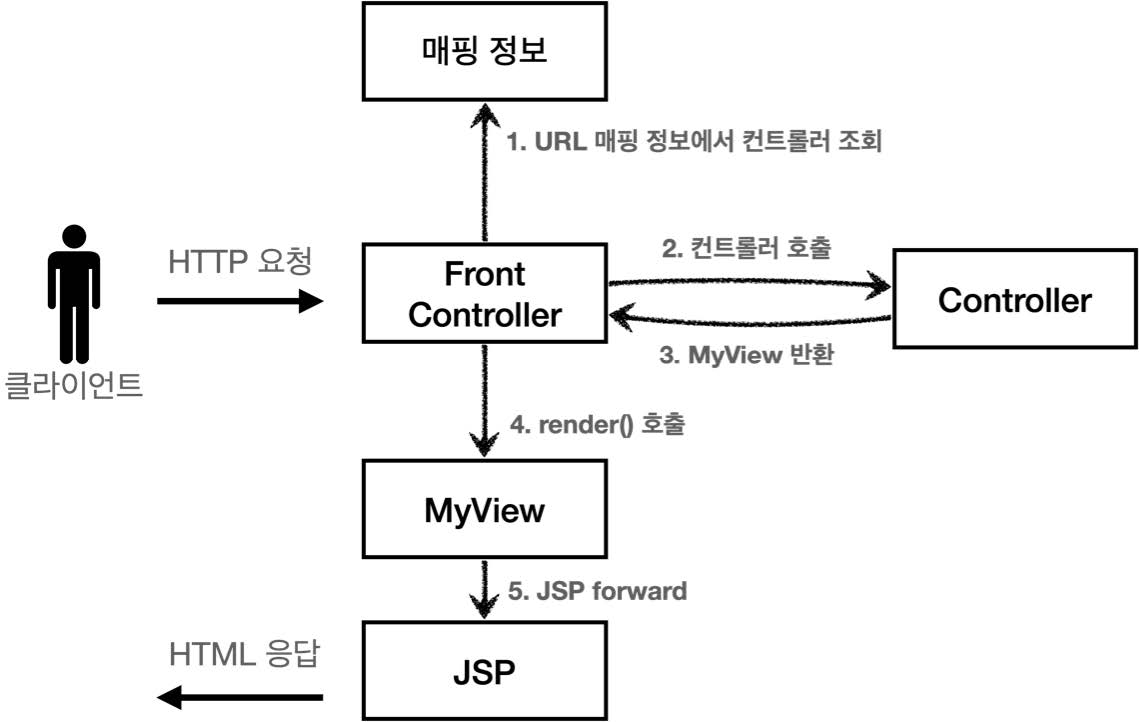 매핑 정보
1. URL 매핑 정보에서 컨트롤러 조회
HTTP 요청
클라이언트
Front
Controller
2. 컨트롤러 호출
Controller
3. MyView 반환
4. render() 호출
MyView
5. JSP forward
HTML 응답
JSP